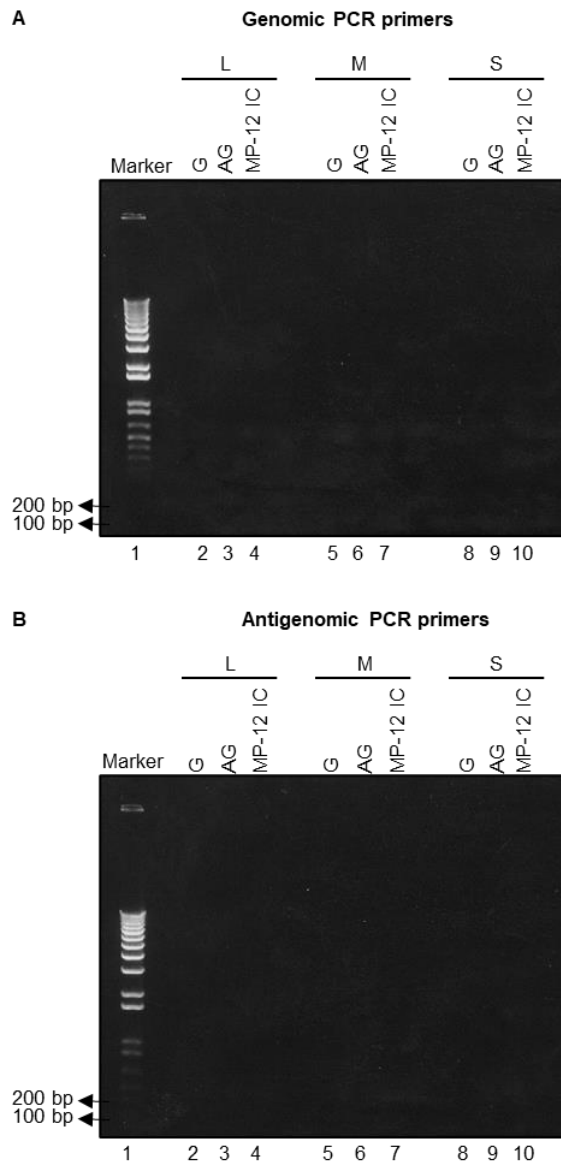 A Genomic PCR primers
L M S
Marker G AG MP-12 IC G AG MP-12 IC G AG MP-12 IC
200 bp
100 bp
1 2 3 4 5 6 7 8 9 10
B Antigenomic PCR primers
L M S
Marker G AG MP-12 IC G AG MP-12 IC G AG MP-12 IC
200 bp
100 bp
1 2 3 4 5 6 7 8 9 10